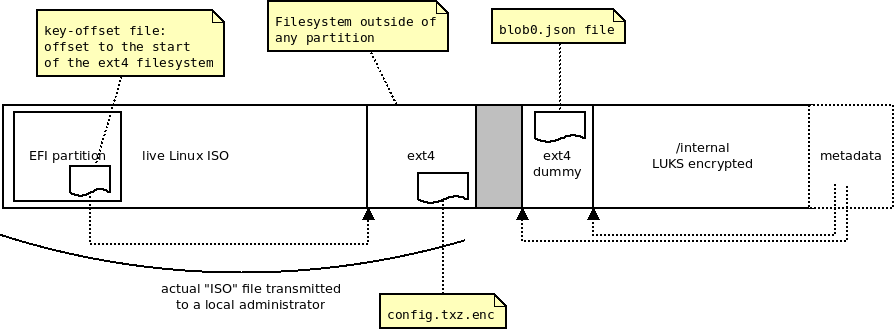 key-offset file:
offset to the start
of the ext4 filesystem
Filesystem outside of
any partition
blob0.json file
EFI partition
live Linux ISO
ext4
ext4
dummy
/internal
LUKS encrypted
metadata
actual "ISO" file transmitted
to a local administrator
config.txz.enc